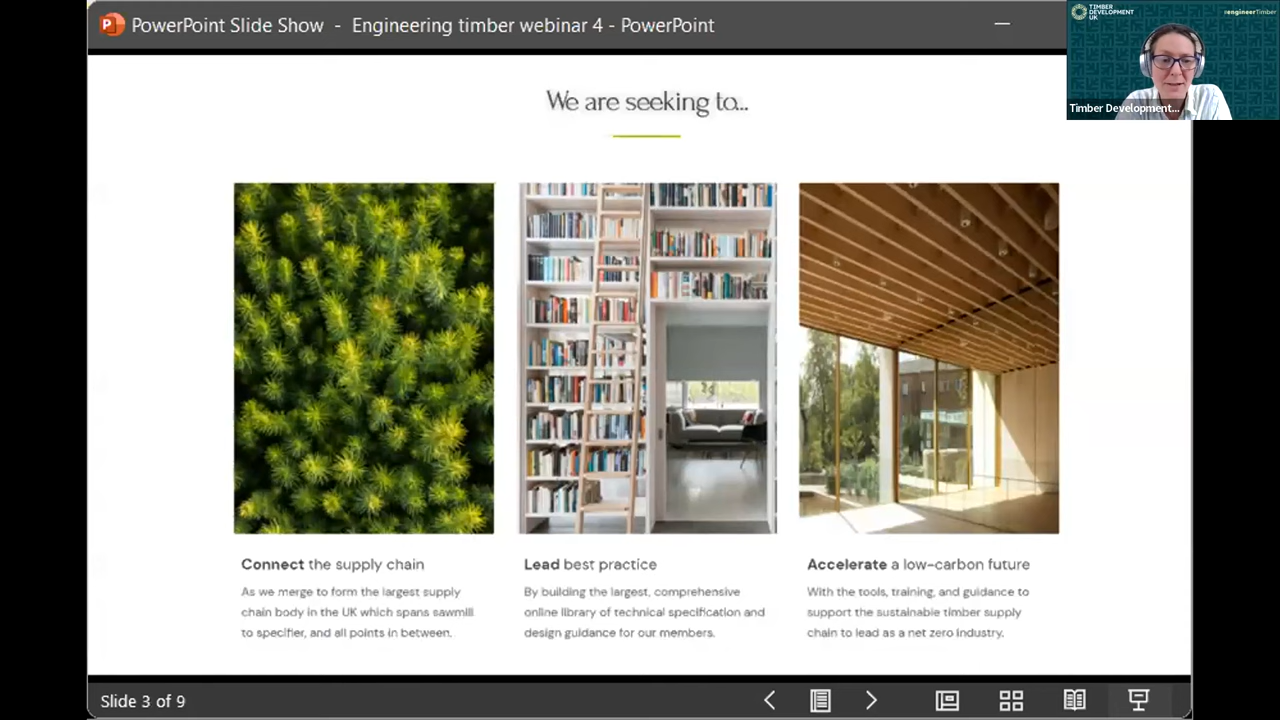 PowerPoint Slide Show - Engineering timber webinar 4 - PowerPoint
TIMBER
DEVELOPMENT
UK
#engineerTimber
Timber Development...
We are seeking to...
Connect the supply chain
As we merge to form the largest supply
chain body in the UK which spans sawmill
to specifier, and all points in between.
Lead best practice
By building the largest, comprehensive
online library of technical specification and
design guidance for our members.
Accelerate a low-carbon future
With the tools, training, and guidance to
support the sustainable timber supply
chain to lead as a net zero industry.
Slide 3 of 9